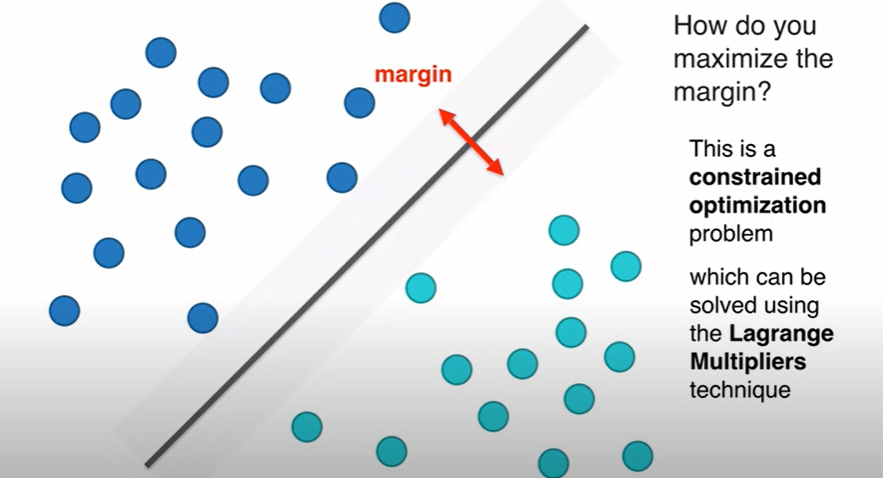 margin
How do you
maximize the
margin?
This is a
constrained
optimization
problem
which can be
solved using
the Lagrange
Multipliers
technique